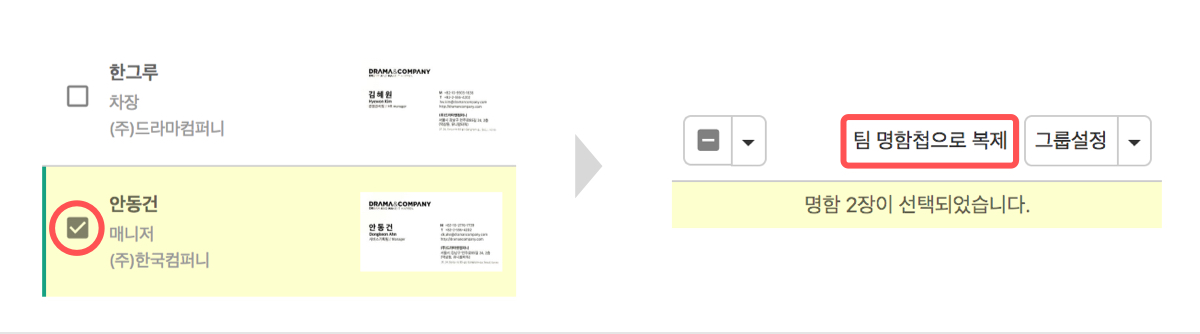 한그루
차장
(주)드라마컴퍼니
DRAMA&COMPANY
김혜원
Hyewon Kim
안동건
매니저
(주)한국컴퍼니
DRAMA&COMPANY
안동건
Dongkeon Ahn
팀 명함첩으로 복제
그룹설정
명함 2장이 선택되었습니다.